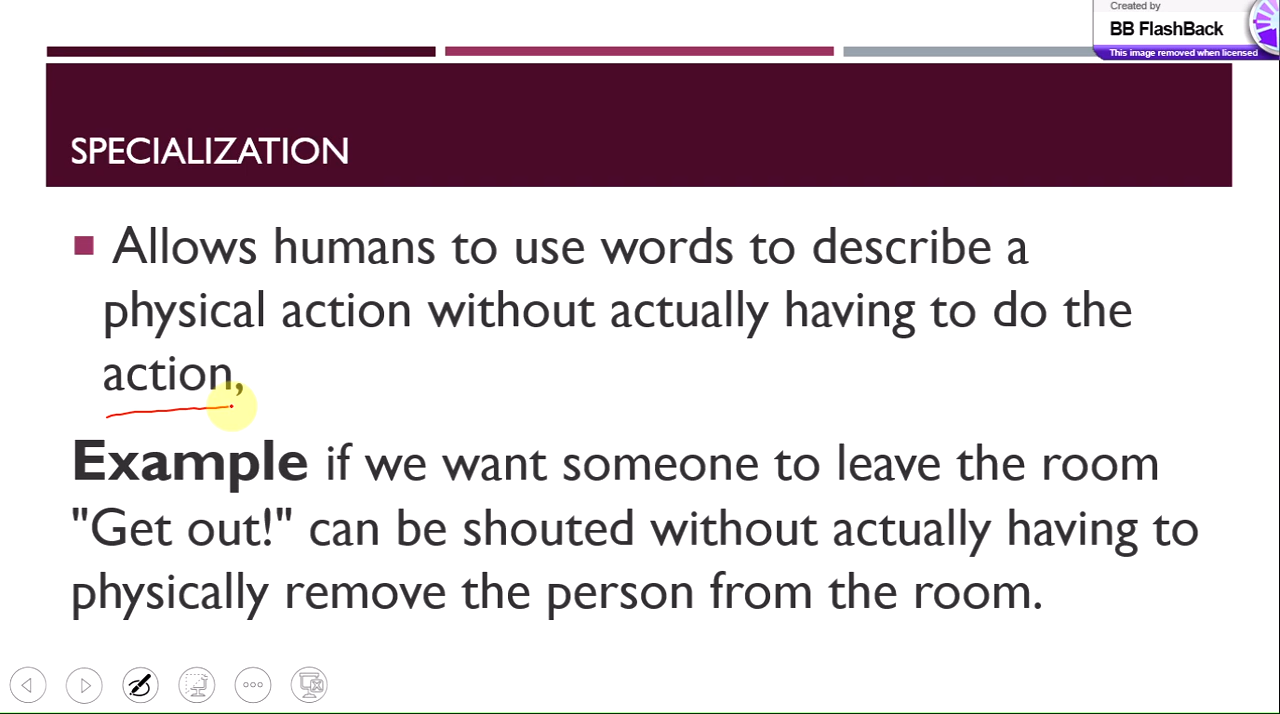 Created by
BB FlashBack
This image removed when licensed
SPECIALIZATION
Allows humans to use words to describe a
physical action without actually having to do the
action,
Example if we want someone to leave the room
"Get out!" can be shouted without actually having to
physically remove the person from the room.